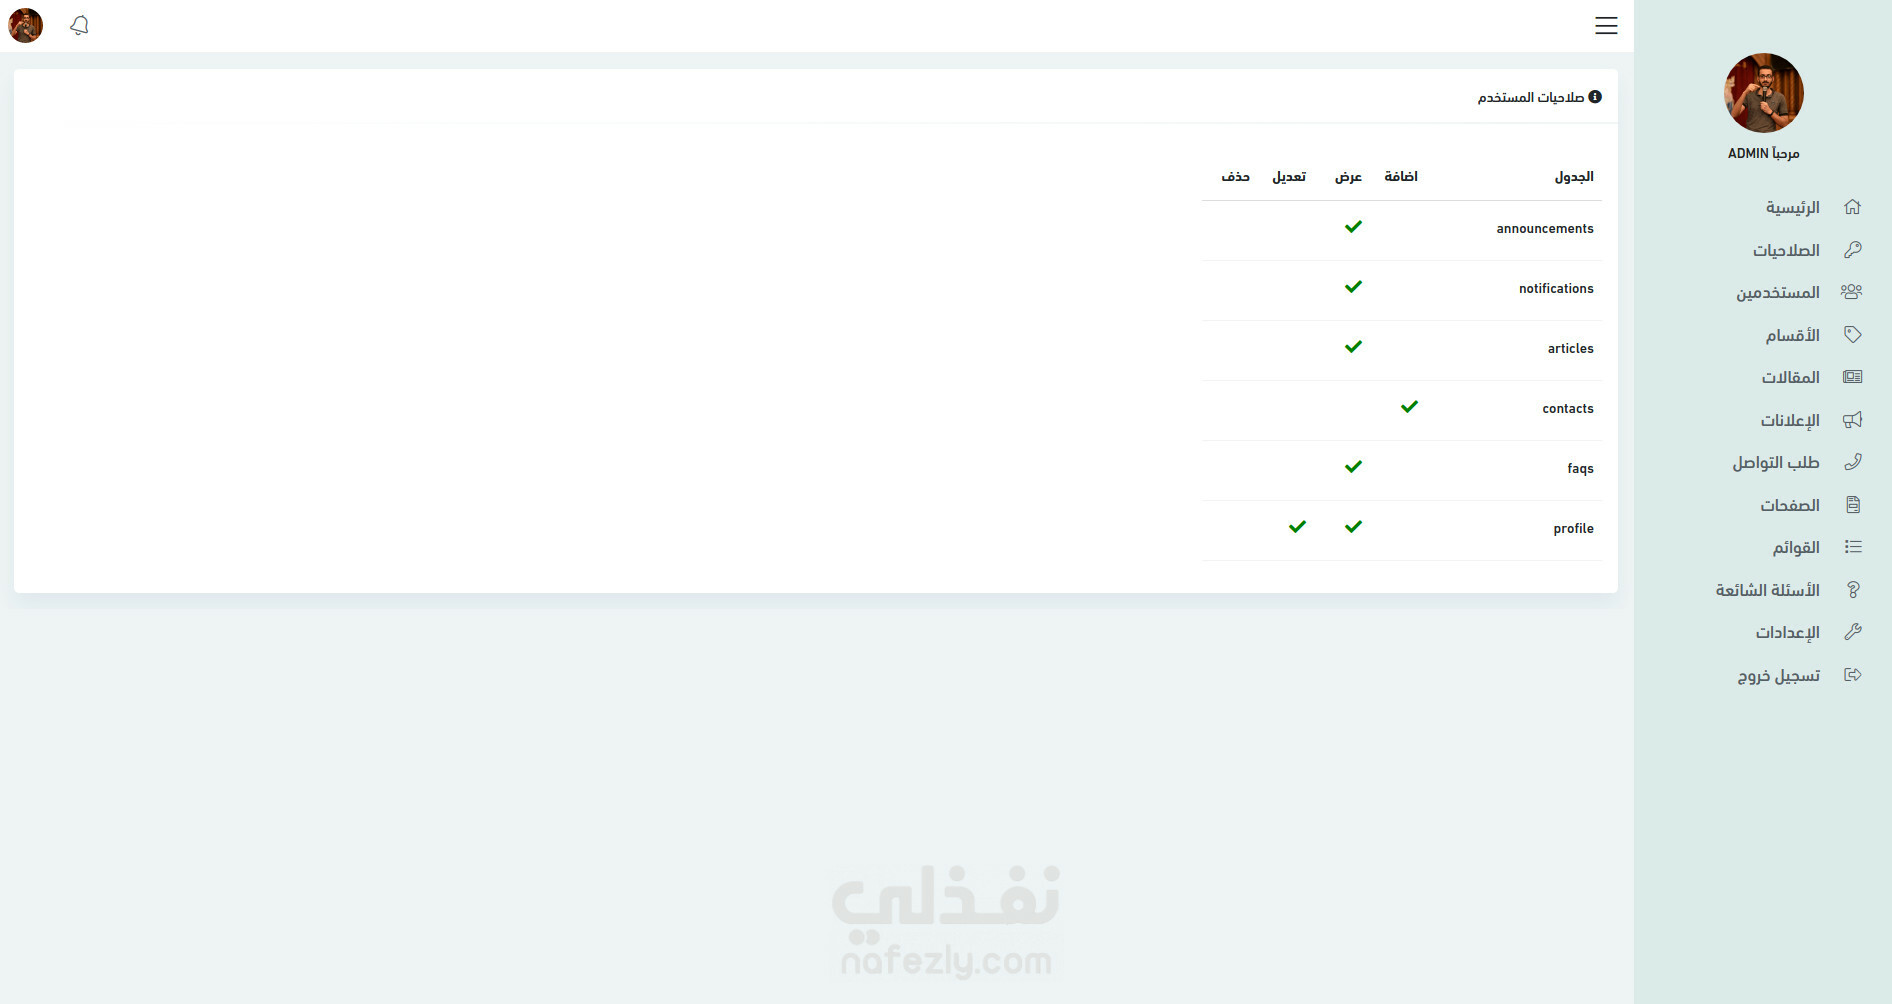 صلاحيات المستخدم
الجدول اضافة عرض تعديل حذف
announcements
notifications
articles
contacts
faqs
profile
مرحباً ADMIN
الرئيسية
الصلاحيات
المستخدمين
الأقسام
المقالات
الإعلانات
طلب التواصل
الصفحات
القوائم
الأسئلة الشائعة
الإعدادات
تسجيل خروج
نفذلي
nafezly.com